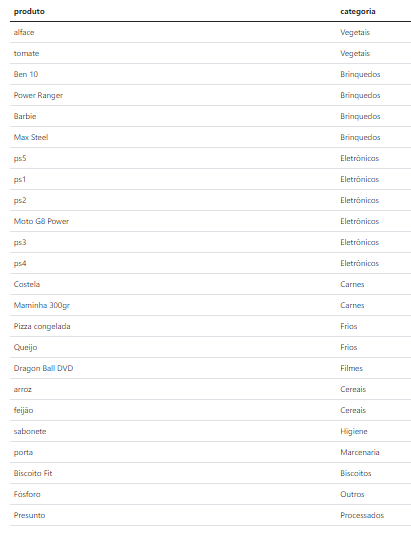 produto categoria
alface Vegetais
tomate Vegetais
Ben 10 Brinquedos
Power Ranger Brinquedos
Barbie Brinquedos
Max Steel Brinquedos
ps5 Eletrônicos
ps1 Eletrônicos
ps2 Eletrônicos
Moto G8 Power Eletrônicos
ps3 Eletrônicos
ps4 Eletrônicos
Costela Carnes
Maminha 300gr Carnes
Pizza congelada Frios
Queijo Frios
Dragon Ball DVD Filmes
arroz Cereais
feijão Cereais
sabonete Higiene
porta Marcenaria
Biscoito Fit Biscoitos
Fósforo Outros
Presunto Processados